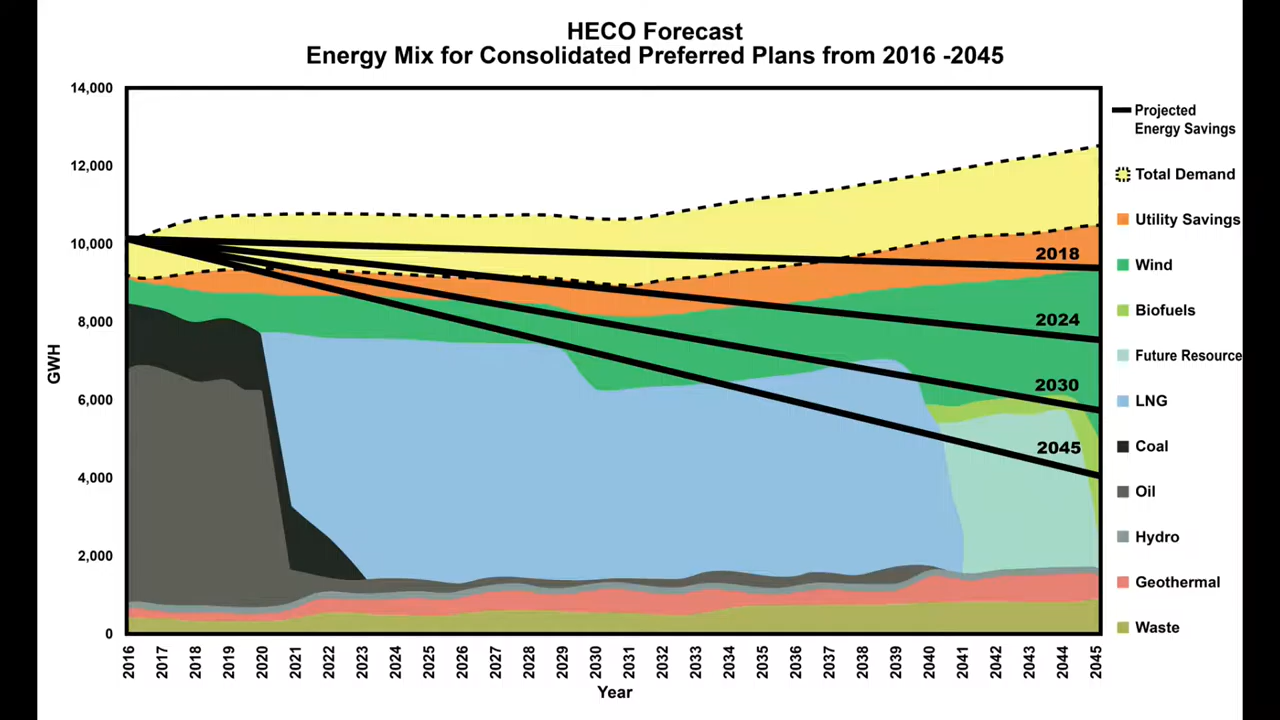 HECO Forecast
Energy Mix for Consolidated Preferred Plans from 2016 -2045
14,000
12,000
10,000
8,000
6,000
4,000
2,000
0
GWH
2018
2024
2030
2045
2016 2017 2018 2019 2020 2021 2022 2023 2024 2025 2026 2027 2028 2029 2030 2031 2032 2033 2034 2035 2036 2037 2038 2039 2040 2041 2042 2043 2044 2045
Year
Projected
Energy Savings
Total Demand
Utility Savings
Wind
Biofuels
Future Resource
LNG
Coal
Oil
Hydro
Geothermal
Waste